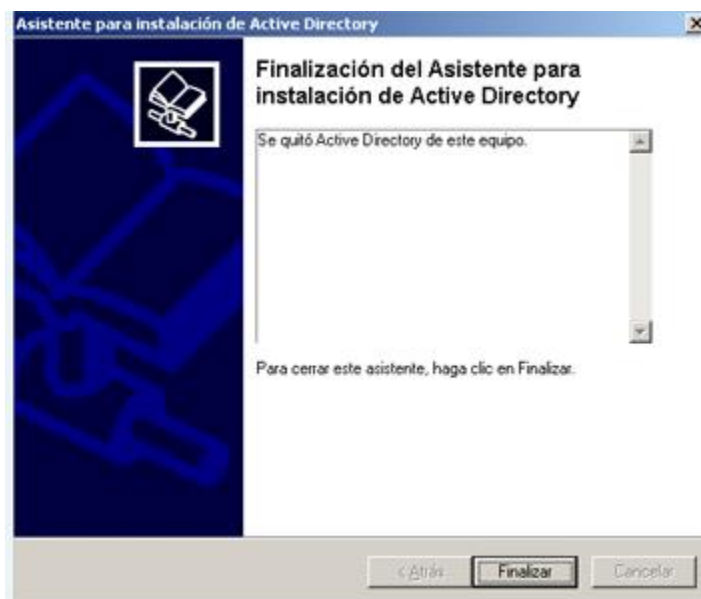 Asistente para instalación de Active Directory
Finalización del Asistente para
instalación de Active Directory
Se quitó Active Directory de este equipo.
Para cerrar este asistente, haga clic en Finalizar.
< Atrás
Finalizar
Cancelar